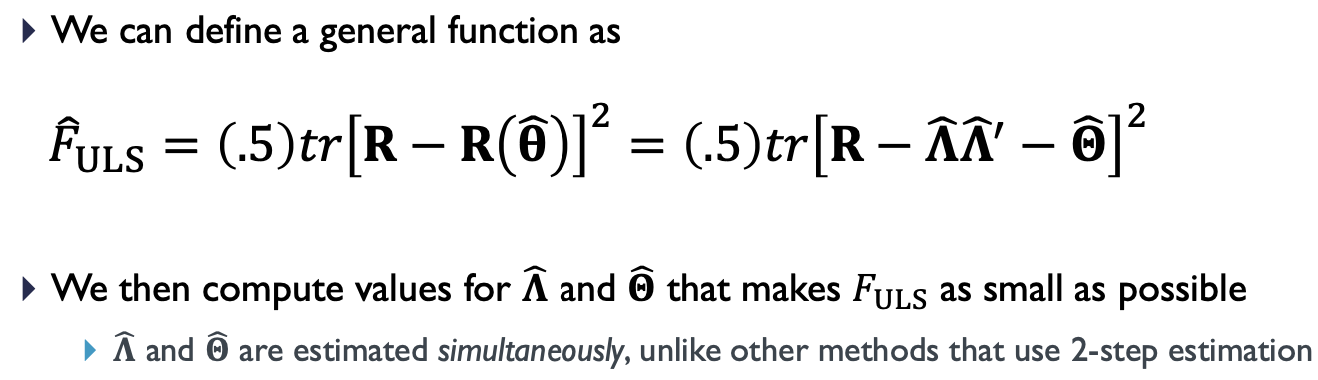 We can define a general function as
F̂ULS = (.5)tr[R − R(θ̂)]² = (.5)tr[R − Λ̂Λ̂′ − Θ̂]²
We then compute values for Λ̂ and Θ̂ that makes FULS as small as possible
Λ̂ and Θ̂ are estimated simultaneously, unlike other methods that use 2-step estimation